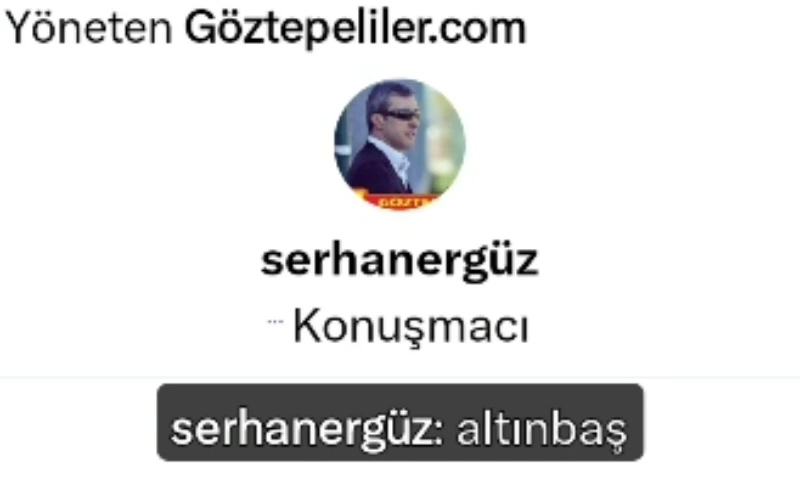 Yöneten Göztepeliler.com
serhanergüz
Konuşmacı
serhanergüz: altınbaş